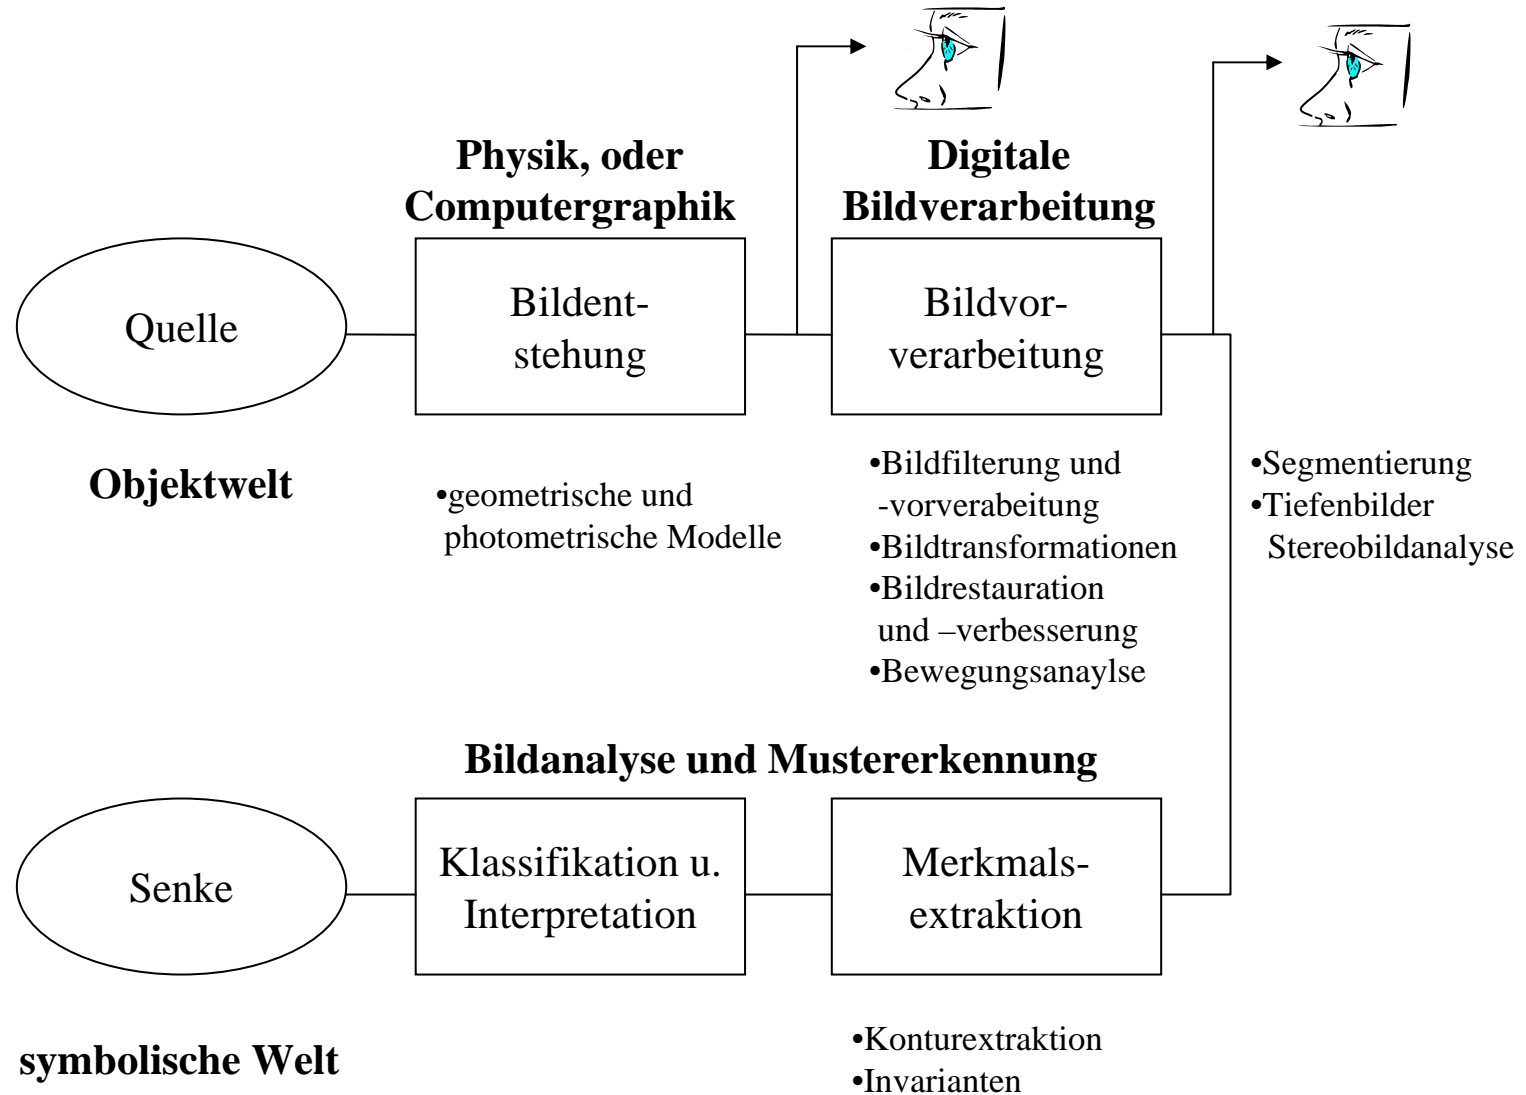 Physik, oder
Computergraphik
Digitale
Bildverarbeitung
Quelle
Bildent-
stehung
Bildvor-
verarbeitung
Objektwelt
•geometrische und
photometrische Modelle
•Bildfilterung und
-vorverabeitung
•Bildtransformationen
•Bildrestauration
und –verbesserung
•Bewegungsanaylse
•Segmentierung
•Tiefenbilder
Stereobildanalyse
Bildanalyse und Mustererkennung
Senke
Klassifikation u.
Interpretation
Merkmals-
extraktion
symbolische Welt
•Konturextraktion
•Invarianten